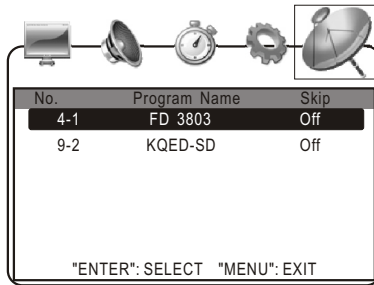 No. Program Name Skip
4-1 FD 3803 Off
9-2 KQED-SD Off
"ENTER": SELECT "MENU": EXIT